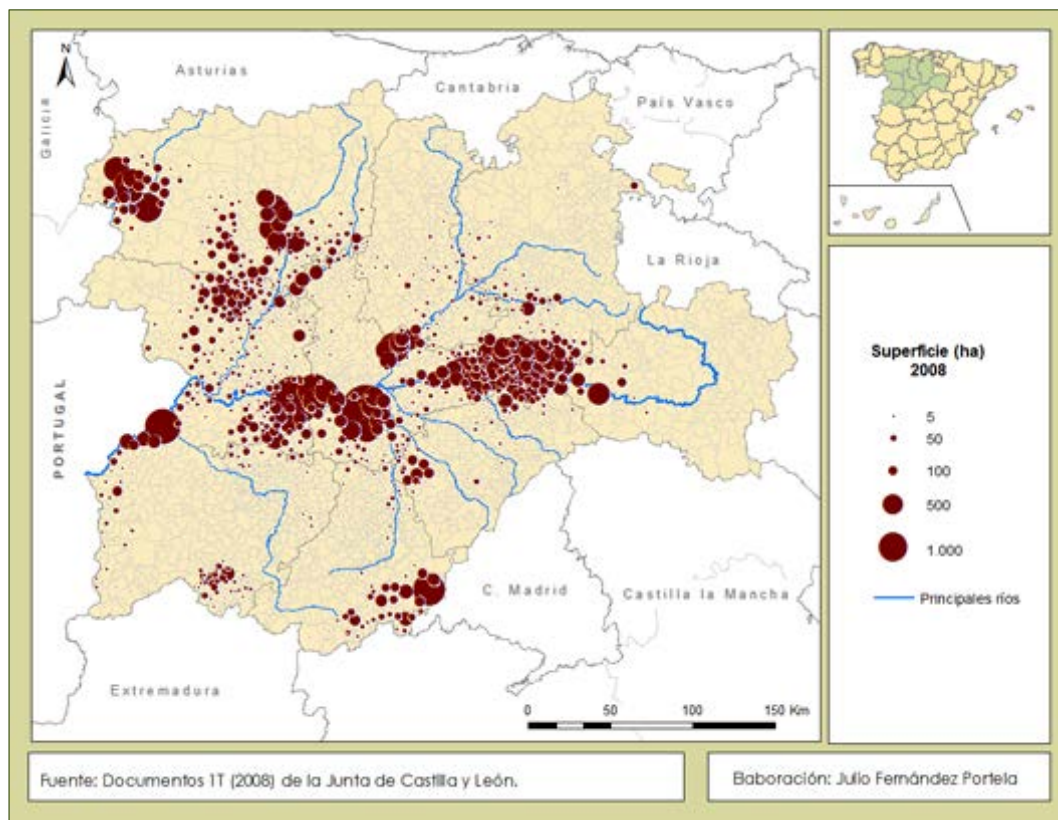 N
Asturias
Cantabria
País Vasco
Galicia
La Rioja
PORTUGAL
C. Madrid
Castilla la Mancha
Extremadura
0 50 100 150 Km
Superficie (ha)
2008
5
50
100
500
1.000
Principales ríos
Fuente: Documentos 1T (2008) de la Junta de Castilla y León.
Elaboración: Julio Fernández Portela